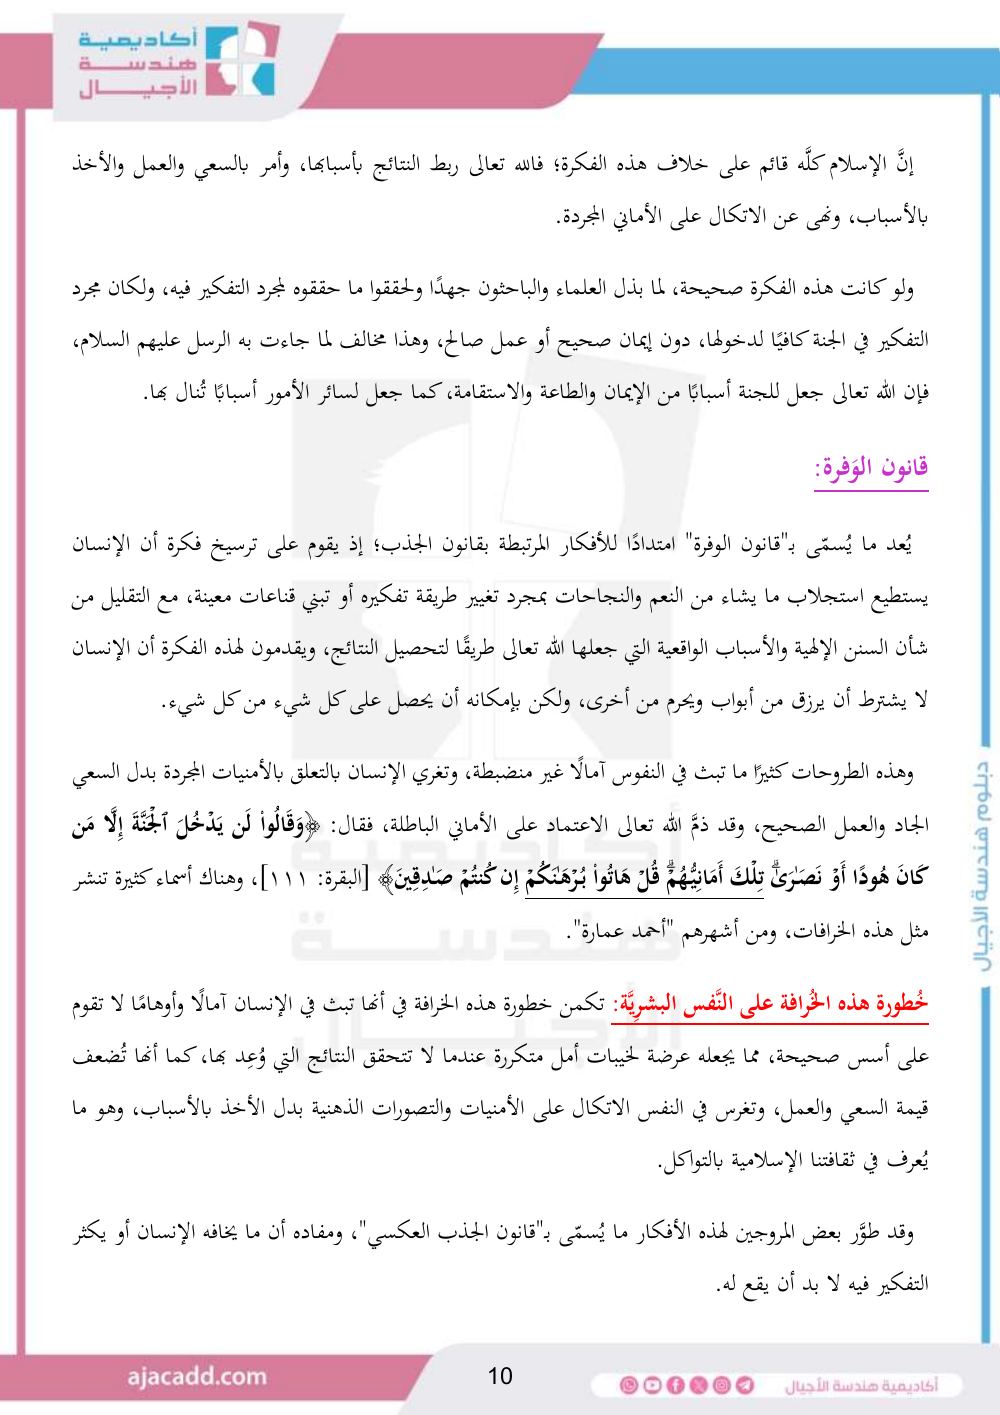 أكاديمية
هندسة
الأجيال
إنَّ الإسلام كلَّه قائم على خلاف هذه الفكرة؛ فالله تعالى ربط النتائج بأسبابها، وأمر بالسعي والعمل والأخذ
بالأسباب، ونهى عن الاتكال على الأماني المجردة.
ولو كانت هذه الفكرة صحيحة، لما بذل العلماء والباحثون جهدًا ولحققوا ما حققوه لمجرد التفكير فيه، ولكان مجرد
التفكير في الجنة كافيًا لدخولها، دون إيمان صحيح أو عمل صالح، وهذا مخالف لما جاءت به الرسل عليهم السلام،
فإن الله تعالى جعل للجنة أسبابًا من الإيمان والطاعة والاستقامة، كما جعل لسائر الأمور أسبابًا تُنال بها.
قانون الوَفرة:
يُعد ما يُسمّى بـ"قانون الوفرة" امتدادًا للأفكار المرتبطة بقانون الجذب؛ إذ يقوم على ترسيخ فكرة أن الإنسان
يستطيع استجلاب ما يشاء من النعم والنجاحات بمجرد تغيير طريقة تفكيره أو تبني قناعات معينة، مع التقليل من
شأن السنن الإلهية والأسباب الواقعية التي جعلها الله تعالى طريقًا لتحصيل النتائج، ويقدمون لهذه الفكرة أن الإنسان
لا يشترط أن يرزق من أبواب ويحرم من أخرى، ولكن بإمكانه أن يحصل على كل شيء من كل شيء.
وهذه الطروحات كثيرًا ما تبث في النفوس آمالًا غير منضبطة، وتغري الإنسان بالتعلق بالأمنيات المجردة بدل السعي
الجاد والعمل الصحيح، وقد ذمَّ الله تعالى الاعتماد على الأماني الباطلة، فقال: ﴿وَقَالُواْ لَن يَدْخُلَ ٱلْجَنَّةَ إِلَّا مَن
كَانَ هُودًا أَوْ نَصَٰرَىٰۗ تِلْكَ أَمَانِيُّهُمْۗ قُلْ هَاتُواْ بُرْهَٰنَكُمْ إِن كُنتُمْ صَٰدِقِينَ﴾ [البقرة: ١١١]، وهناك أسماء كثيرة تنشر
مثل هذه الخرافات، ومن أشهرهم "أحمد عمارة".
خُطورة هذه الخُرافة على النَّفس البشريَّة: تكمن خطورة هذه الخرافة في أنها تبث في الإنسان آمالًا وأوهامًا لا تقوم
على أسس صحيحة، مما يجعله عرضة لخيبات أمل متكررة عندما لا تتحقق النتائج التي وُعِد بها، كما أنها تُضعف
قيمة السعي والعمل، وتغرس في النفس الاتكال على الأمنيات والتصورات الذهنية بدل الأخذ بالأسباب، وهو ما
يُعرف في ثقافتنا الإسلامية بالتواكل.
وقد طوَّر بعض المروجين لهذه الأفكار ما يُسمّى بـ"قانون الجذب العكسي"، ومفاده أن ما يخافه الإنسان أو يكثر
التفكير فيه لا بد أن يقع له.
دبلوم هندسة الأجيال
أكاديمية
هندسة
الأجيال
ajacadd.com
10
أكاديمية هندسة الأجيال